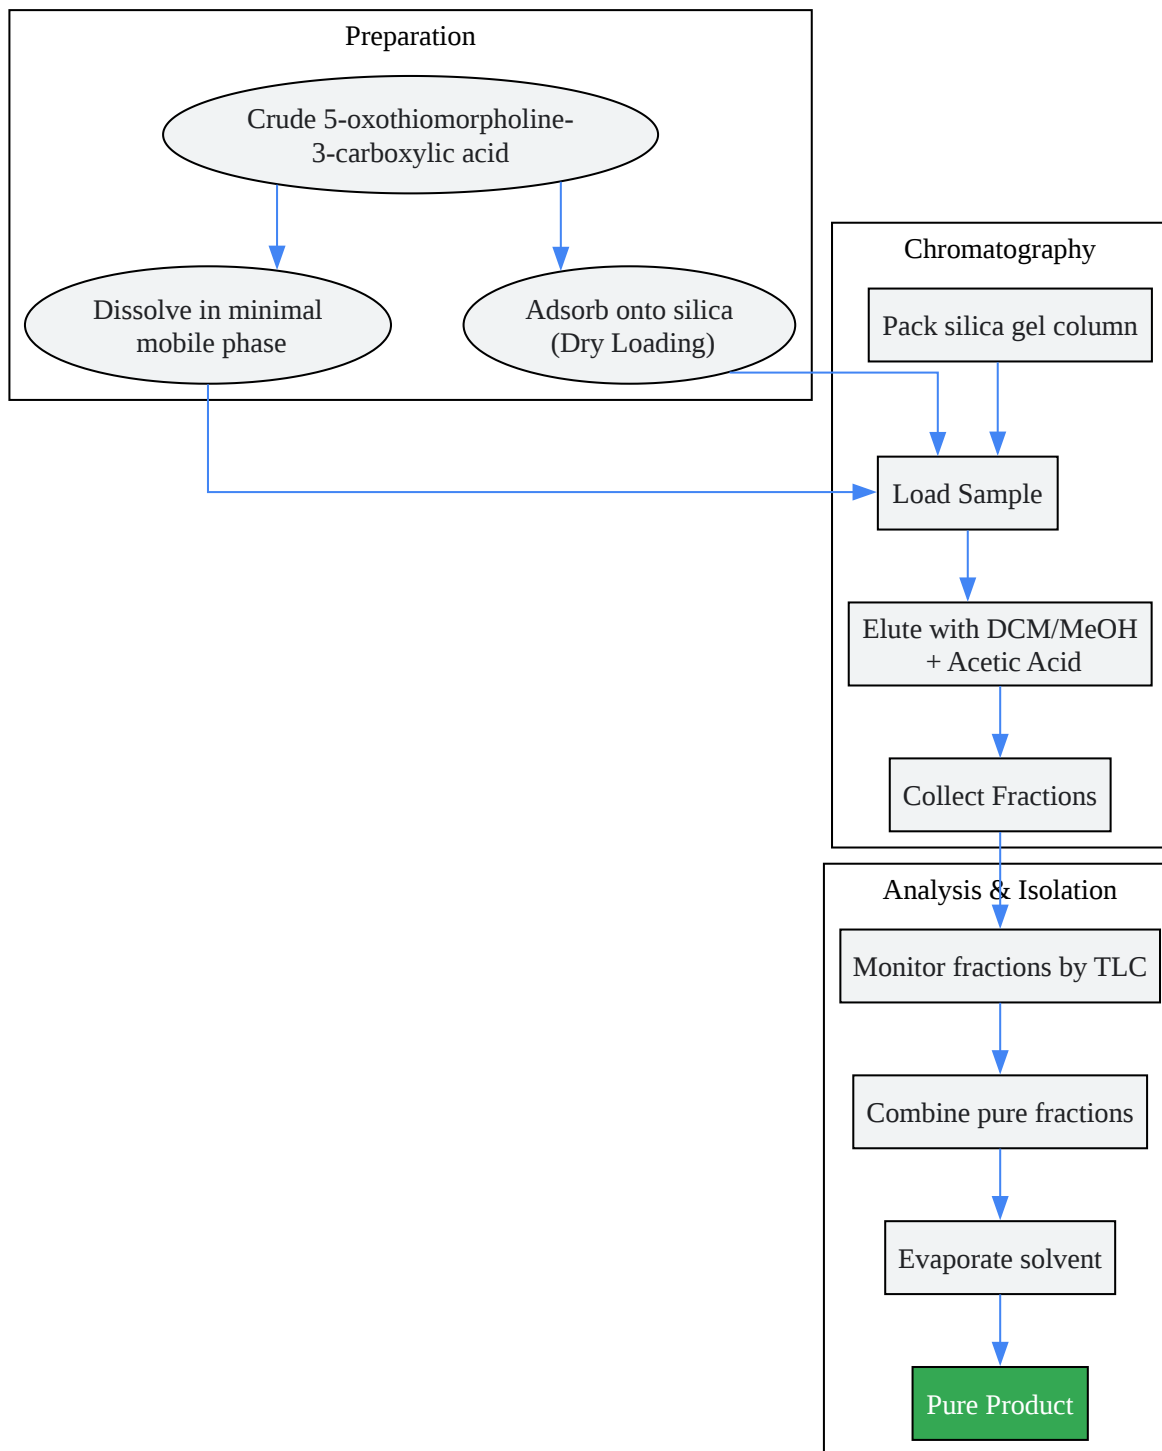 Preparation
Crude 5-oxothiomorpholine-
3-carboxylic acid
Dissolve in minimal
mobile phase
Adsorb onto silica
(Dry Loading)
Chromatography
Pack silica gel column
Load Sample
Elute with DCM/MeOH
+ Acetic Acid
Collect Fractions
Analysis & Isolation
Monitor fractions by TLC
Combine pure fractions
Evaporate solvent
Pure Product